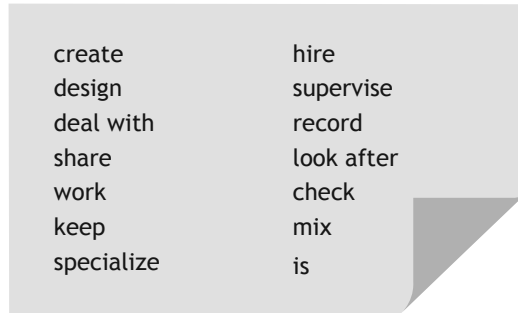 create
design
deal with
share
work
keep
specialize
hire
supervise
record
look after
check
mix
is